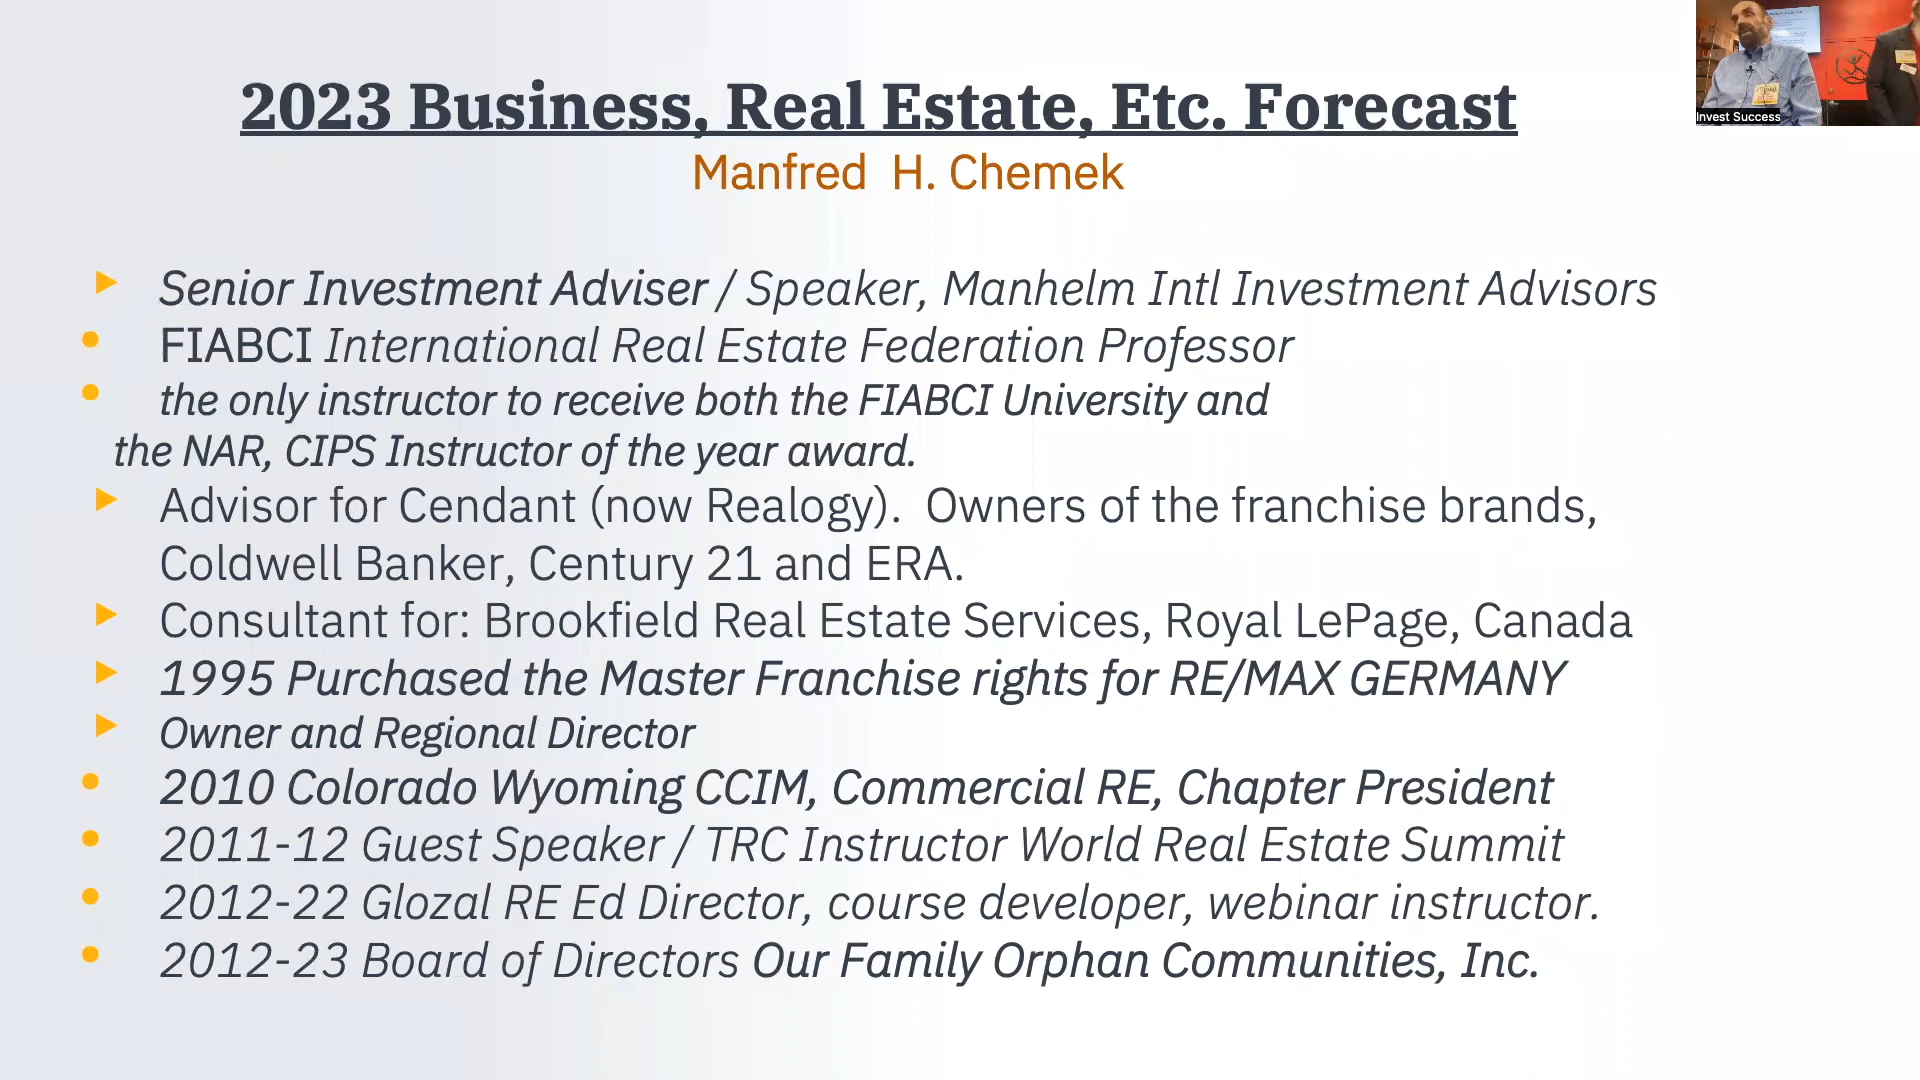 2023 Business, Real Estate, Etc. Forecast
Manfred H. Chemek
Senior Investment Adviser / Speaker, Manhelm Intl Investment Advisors
FIABCI International Real Estate Federation Professor
the only instructor to receive both the FIABCI University and
the NAR, CIPS Instructor of the year award.
Advisor for Cendant (now Realogy). Owners of the franchise brands,
Coldwell Banker, Century 21 and ERA.
Consultant for: Brookfield Real Estate Services, Royal LePage, Canada
1995 Purchased the Master Franchise rights for RE/MAX GERMANY
Owner and Regional Director
2010 Colorado Wyoming CCIM, Commercial RE, Chapter President
2011-12 Guest Speaker / TRC Instructor World Real Estate Summit
2012-22 Glozal RE Ed Director, course developer, webinar instructor.
2012-23 Board of Directors Our Family Orphan Communities, Inc.
Invest Success